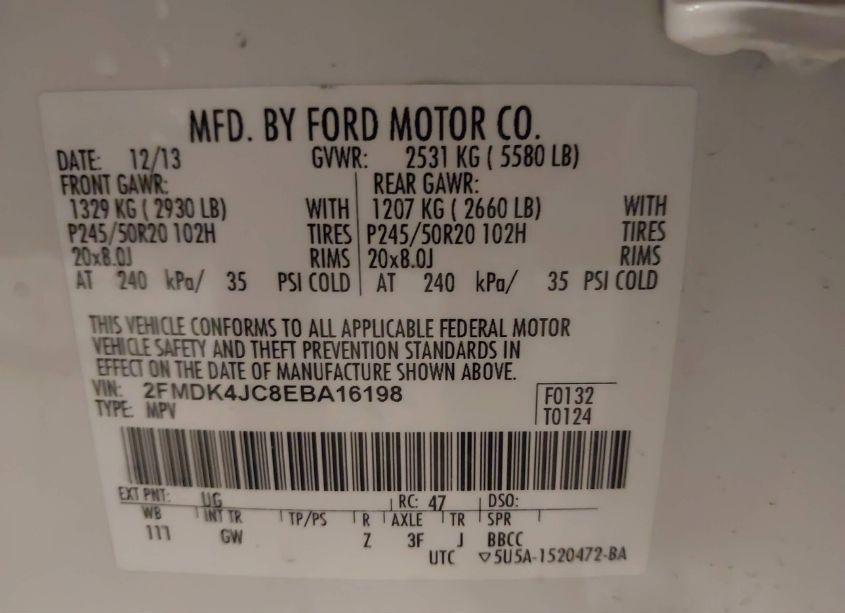 MFD. BY FORD MOTOR CO.
DATE: 12/13 GVWR: 2531 KG ( 5580 LB)
FRONT GAWR: REAR GAWR:
1329 KG ( 2930 LB) WITH 1207 KG ( 2660 LB) WITH
P245/50R20 102H TIRES P245/50R20 102H TIRES
20x8.0J RIMS 20x8.0J RIMS
AT 240 kPa/ 35 PSI COLD AT 240 kPa/ 35 PSI COLD
THIS VEHICLE CONFORMS TO ALL APPLICABLE FEDERAL MOTOR
VEHICLE SAFETY AND THEFT PREVENTION STANDARDS IN
EFFECT ON THE DATE OF MANUFACTURE SHOWN ABOVE.
VIN: 2FMDK4JC8EBA16198 F0132
TYPE: MPV T0124
EXT PNT: UG RC: 47 DSO:
WB INT TR TP/PS R AXLE TR SPR
111 GW Z 3F J BBCC
UTC ▽5U5A-1520472-BA